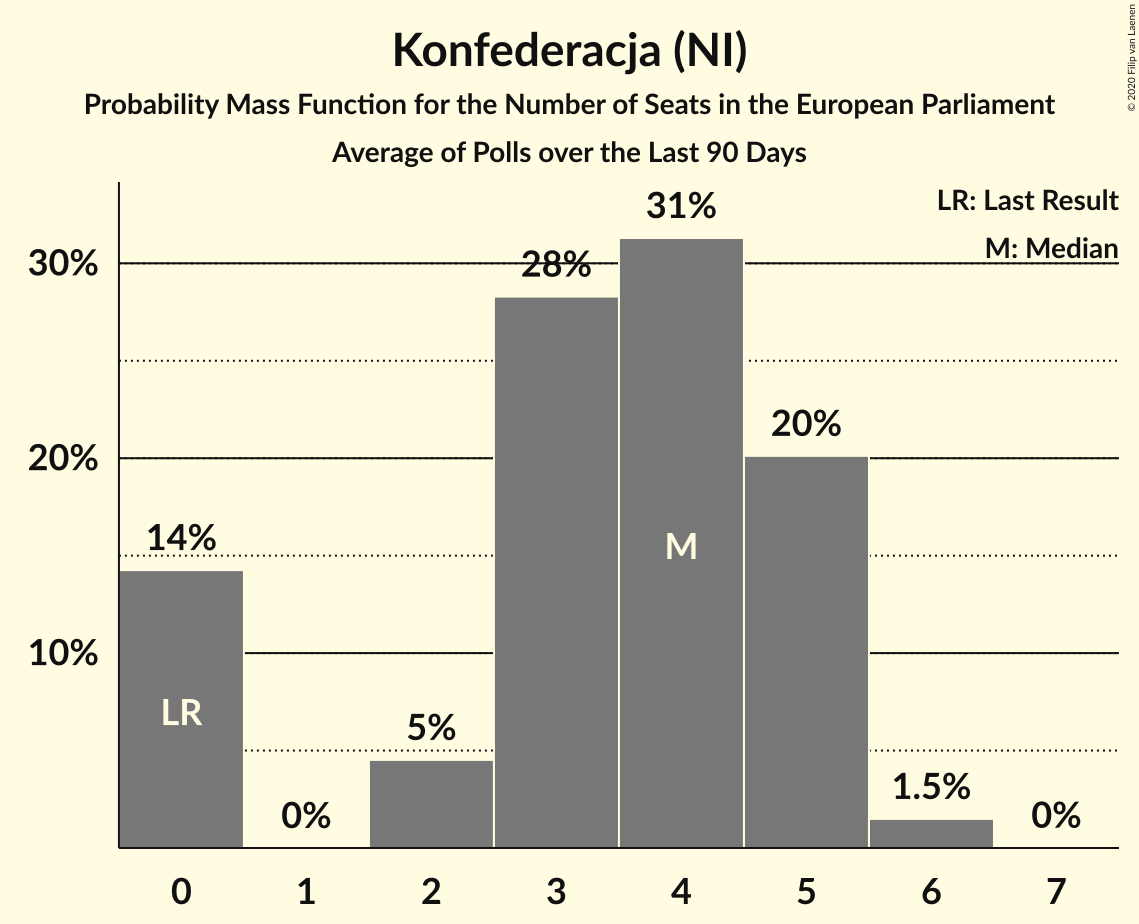 Konfederacja (NI)
Probability Mass Function for the Number of Seats in the European Parliament
Average of Polls over the Last 90 Days
© 2020 Filip van Laenen
LR: Last Result
M: Median
30%
20%
10%
14%
0%
5%
28%
31%
20%
1.5%
0%
LR
M
0 1 2 3 4 5 6 7